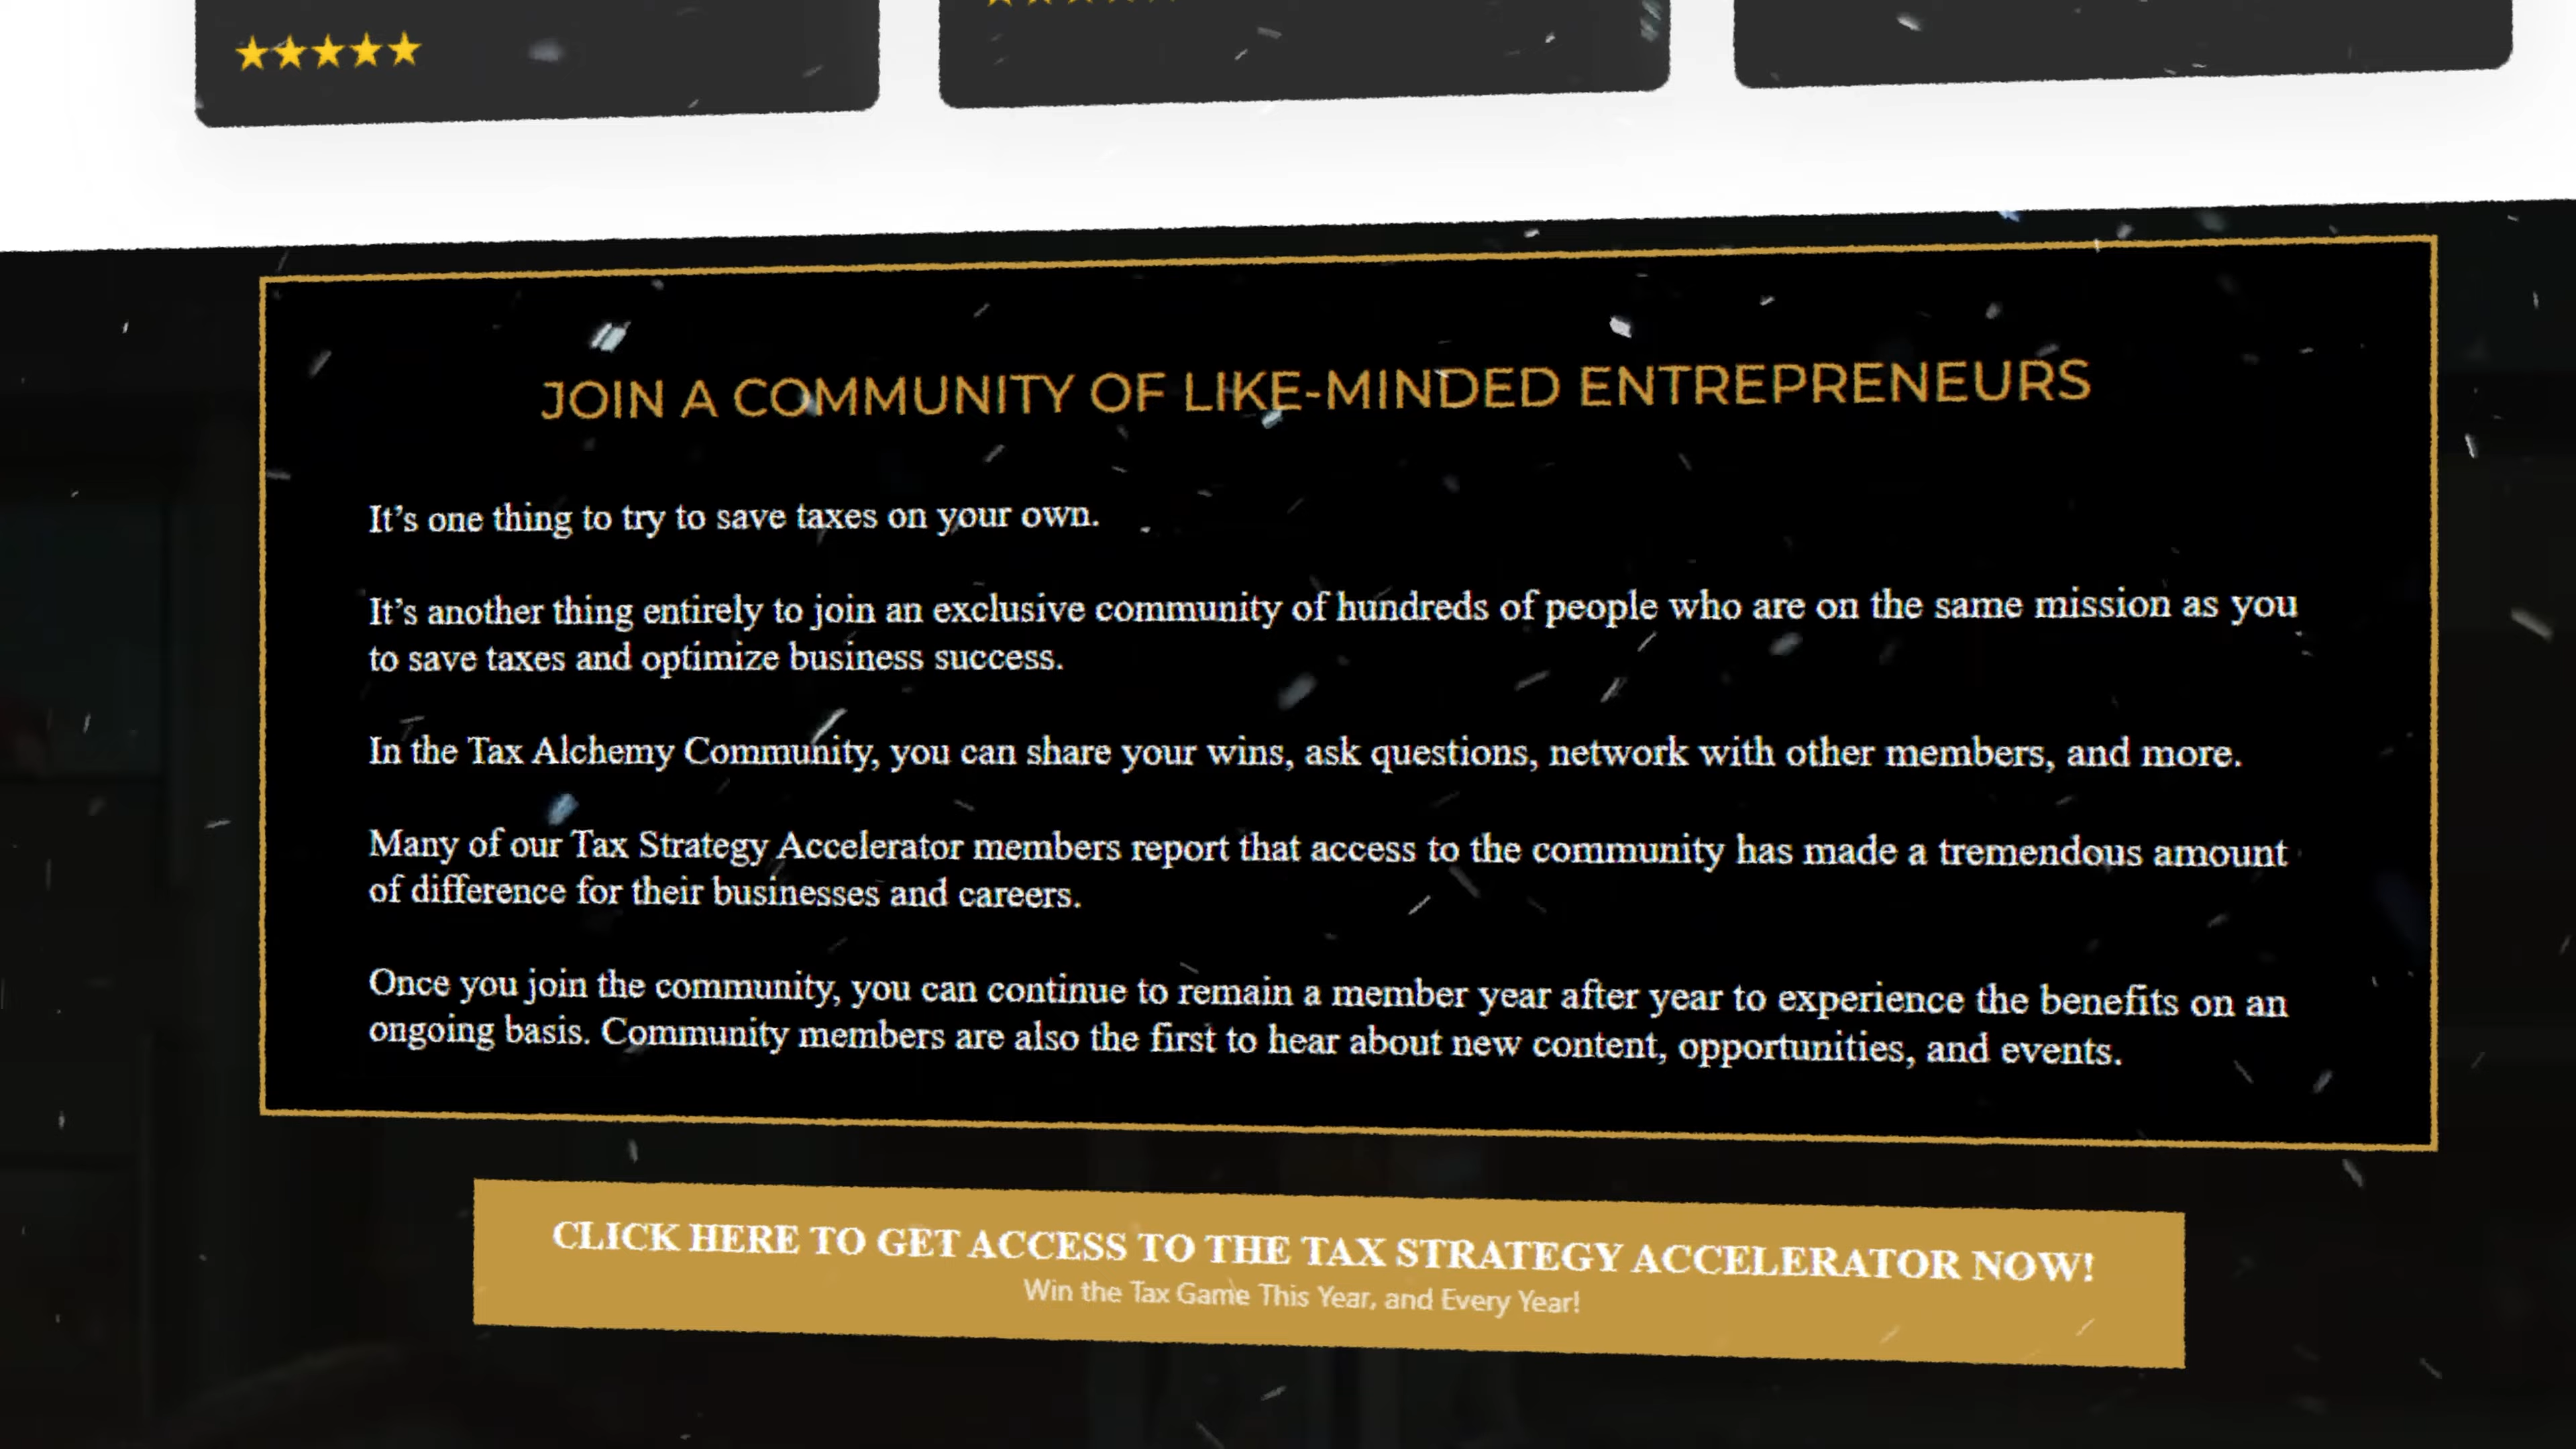 JOIN A COMMUNITY OF LIKE-MINDED ENTREPRENEURS
It’s one thing to try to save taxes on your own.
It’s another thing entirely to join an exclusive community of hundreds of people who are on the same mission as you
to save taxes and optimize business success.
In the Tax Alchemy Community, you can share your wins, ask questions, network with other members, and more.
Many of our Tax Strategy Accelerator members report that access to the community has made a tremendous amount
of difference for their businesses and careers.
Once you join the community, you can continue to remain a member year after year to experience the benefits on an
ongoing basis. Community members are also the first to hear about new content, opportunities, and events.
CLICK HERE TO GET ACCESS TO THE TAX STRATEGY ACCELERATOR NOW!
Win the Tax Game This Year, and Every Year!